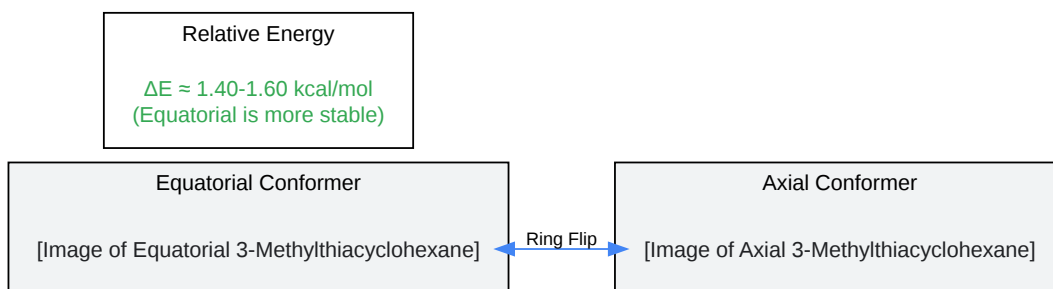 Relative Energy
ΔE ≈ 1.40-1.60 kcal/mol
(Equatorial is more stable)
Equatorial Conformer
[Image of Equatorial 3-Methylthiacyclohexane]
Ring Flip
Axial Conformer
[Image of Axial 3-Methylthiacyclohexane]